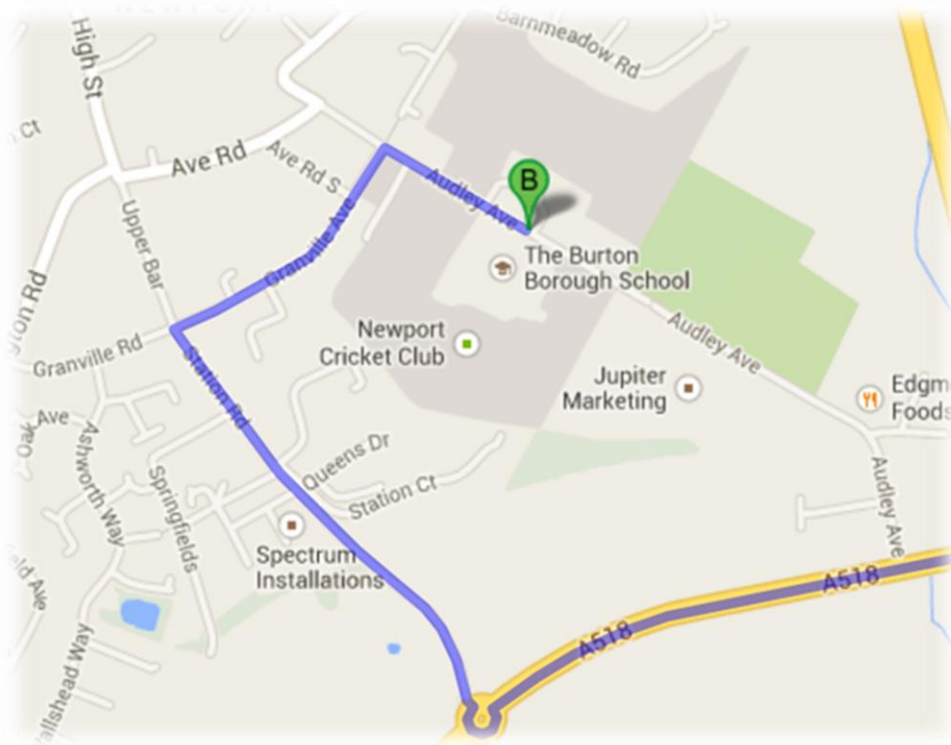 Barnmeadow Rd
High St
Ct
Ave Rd
Ave Rd S
Audley Ave
B
Upper Bar
Granville Ave
The Burton
Borough School
Newport
Cricket Club
Audley Ave
Granville Rd
Jupiter
Marketing
Edgm
Foods
Station Rd
Oak Ave
Ashworth Way
Queens Dr
Springfields
Station Ct
Audley Ave
Spectrum
Installations
A518
A518